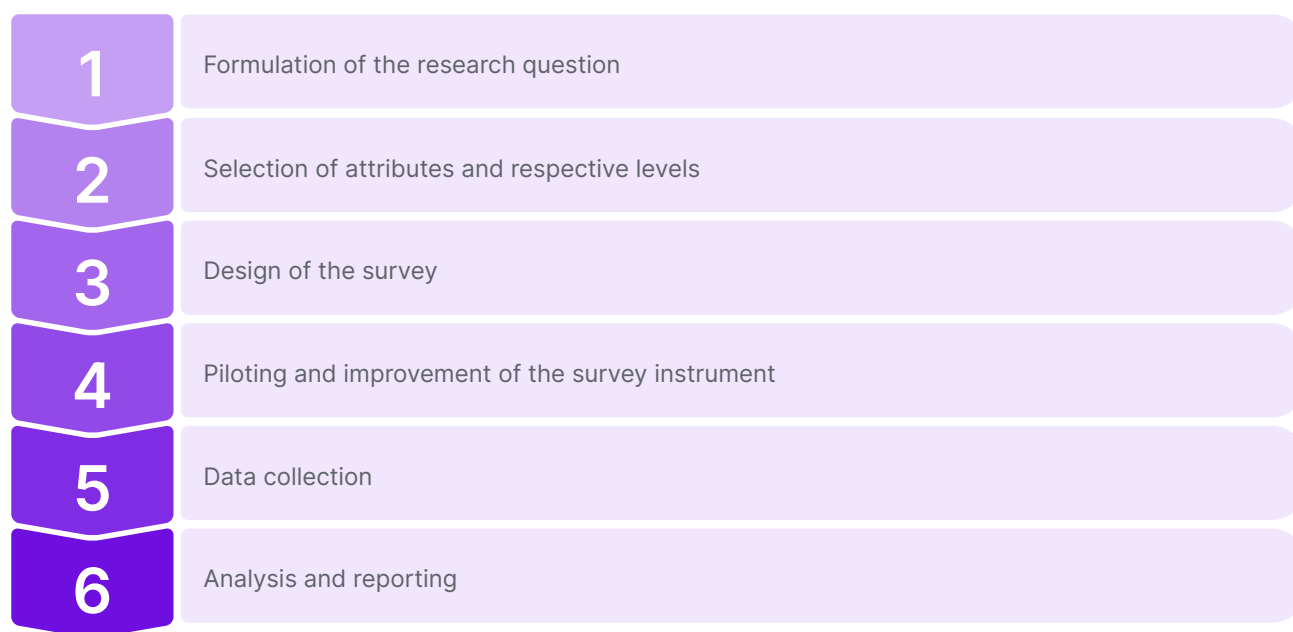 1
Formulation of the research question
2
Selection of attributes and respective levels
3
Design of the survey
4
Piloting and improvement of the survey instrument
5
Data collection
6
Analysis and reporting